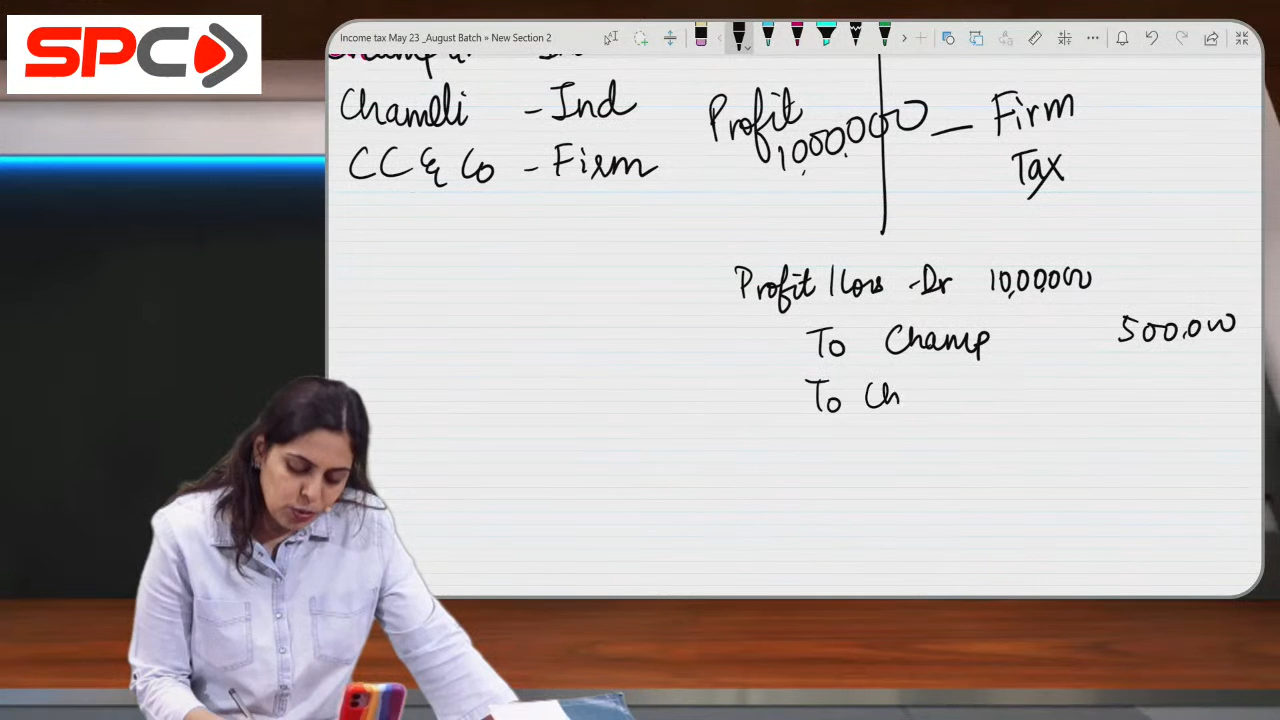 SPC
Income tax May 23 _August Batch » New Section 2
Chameli - Ind
CC & Co - Firm
Profit
1,000,000 — Firm
Tax
Profit / Loss - Dr 10,00,000
To Champ 500,000
To Ch